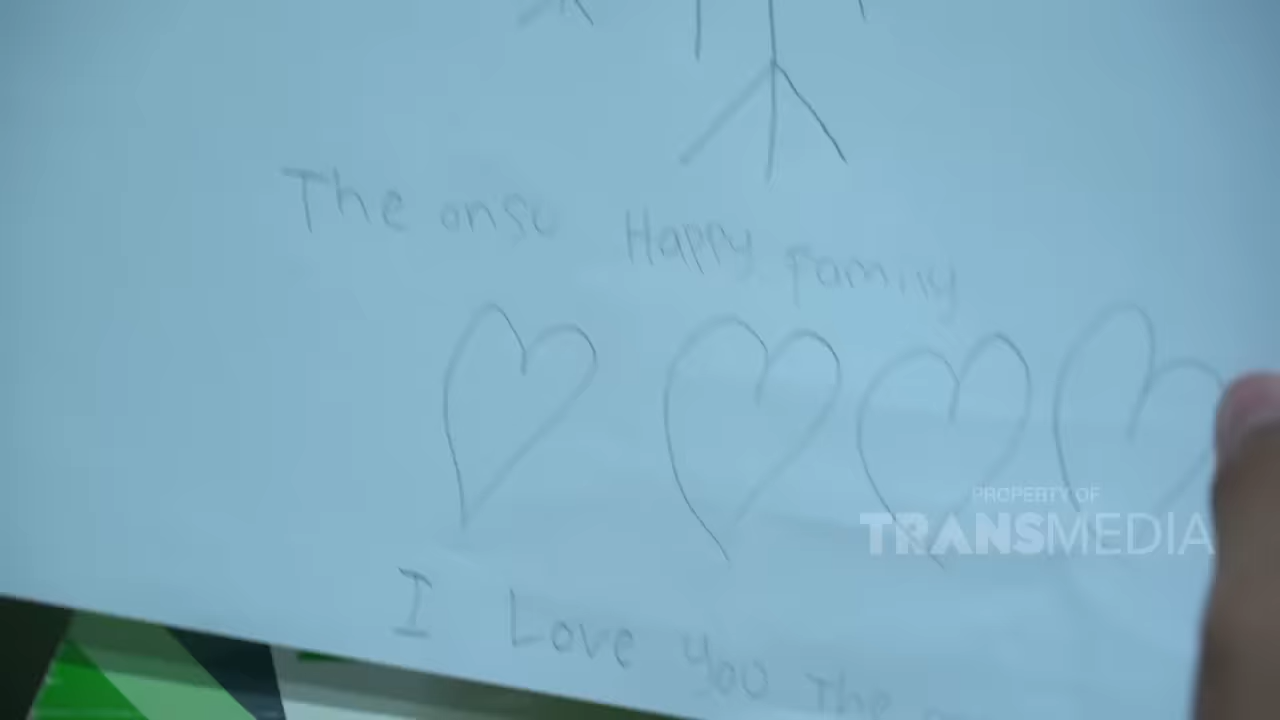 The onsu Happy family
PROPERTY OF
TRANSMEDIA
I Love you The